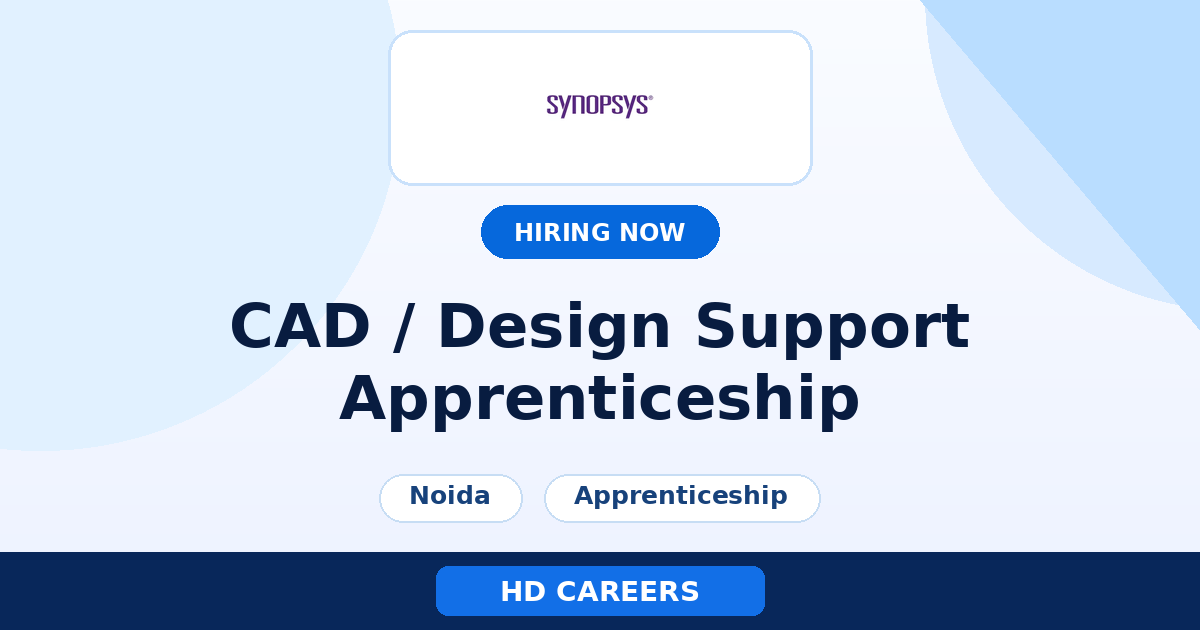 SYNOPSYS®
HIRING NOW
CAD / Design Support
Apprenticeship
Noida
Apprenticeship
HD CAREERS